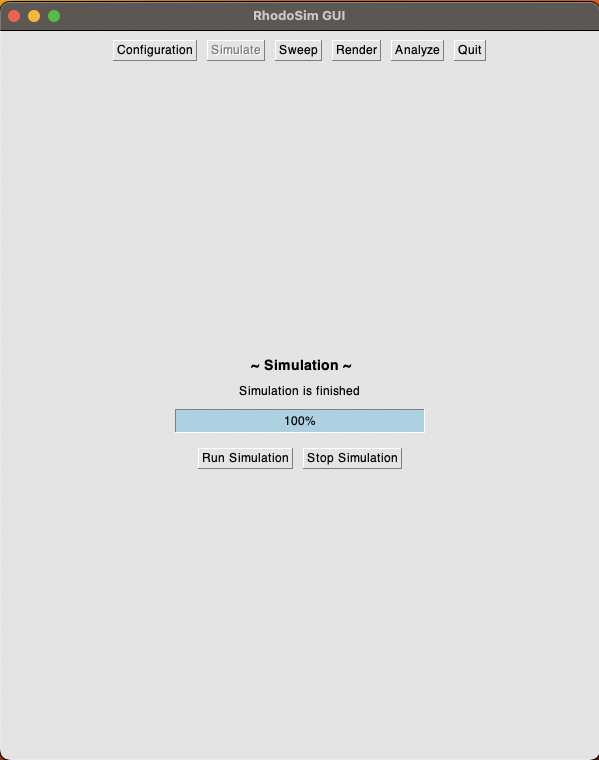 RhodoSim GUI
Configuration Simulate Sweep Render Analyze Quit
~ Simulation ~
Simulation is finished
100%
Run Simulation Stop Simulation